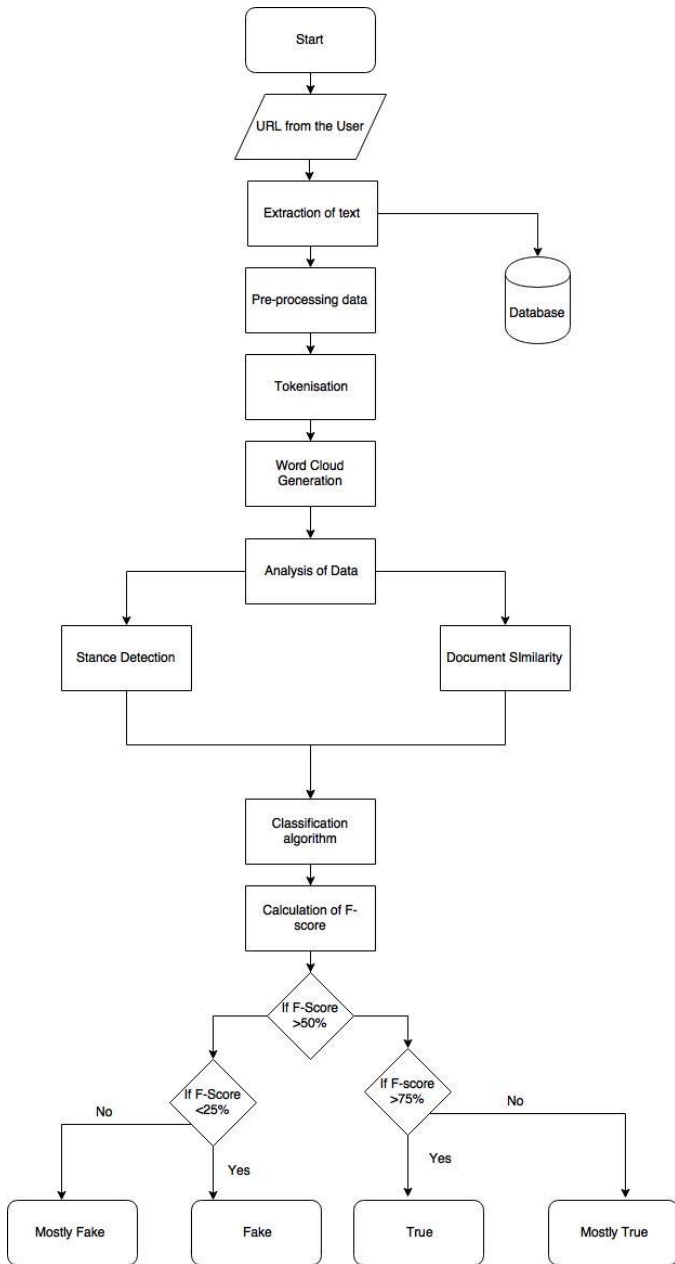 Start
URL from the User
Extraction of text
Database
Pre-processing data
Tokenisation
Word Cloud
Generation
Analysis of Data
Stance Detection
Document SImilarity
Classification
algorithm
Calculation of F-
score
If F-Score
>50%
If F-Score
<25%
If F-score
>75%
No
Yes
Yes
No
Mostly Fake
Fake
True
Mostly True